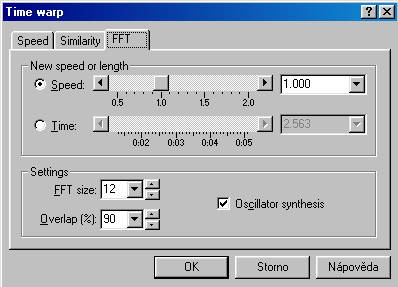 Time warp
Speed Similarity FFT
New speed or length
Speed: 1.000
0.5 1.0 1.5 2.0
Time: 2.563
0:02 0:03 0:04 0:05
Settings
FFT size: 12
Oscillator synthesis
Overlap (%): 90
OK Storno Nápověda